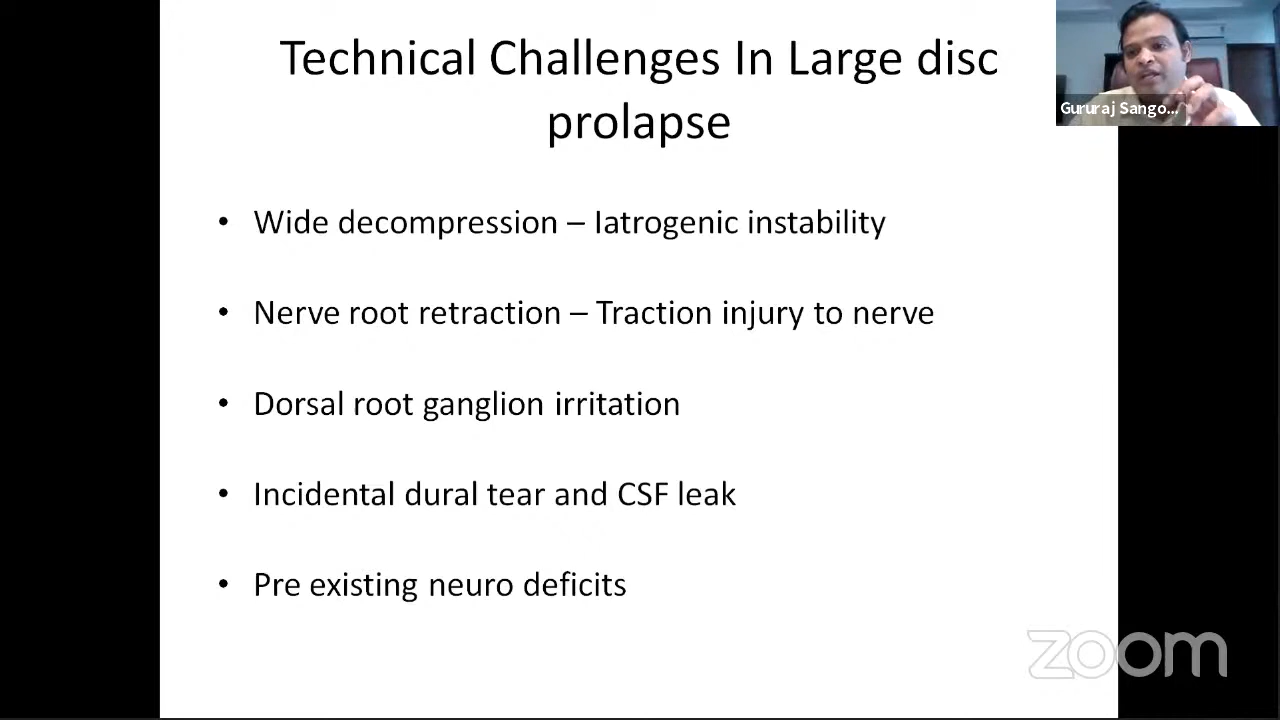 Technical Challenges In Large disc
prolapse
Gururaj Sango...
• Wide decompression – Iatrogenic instability
• Nerve root retraction – Traction injury to nerve
• Dorsal root ganglion irritation
• Incidental dural tear and CSF leak
• Pre existing neuro deficits
zoom